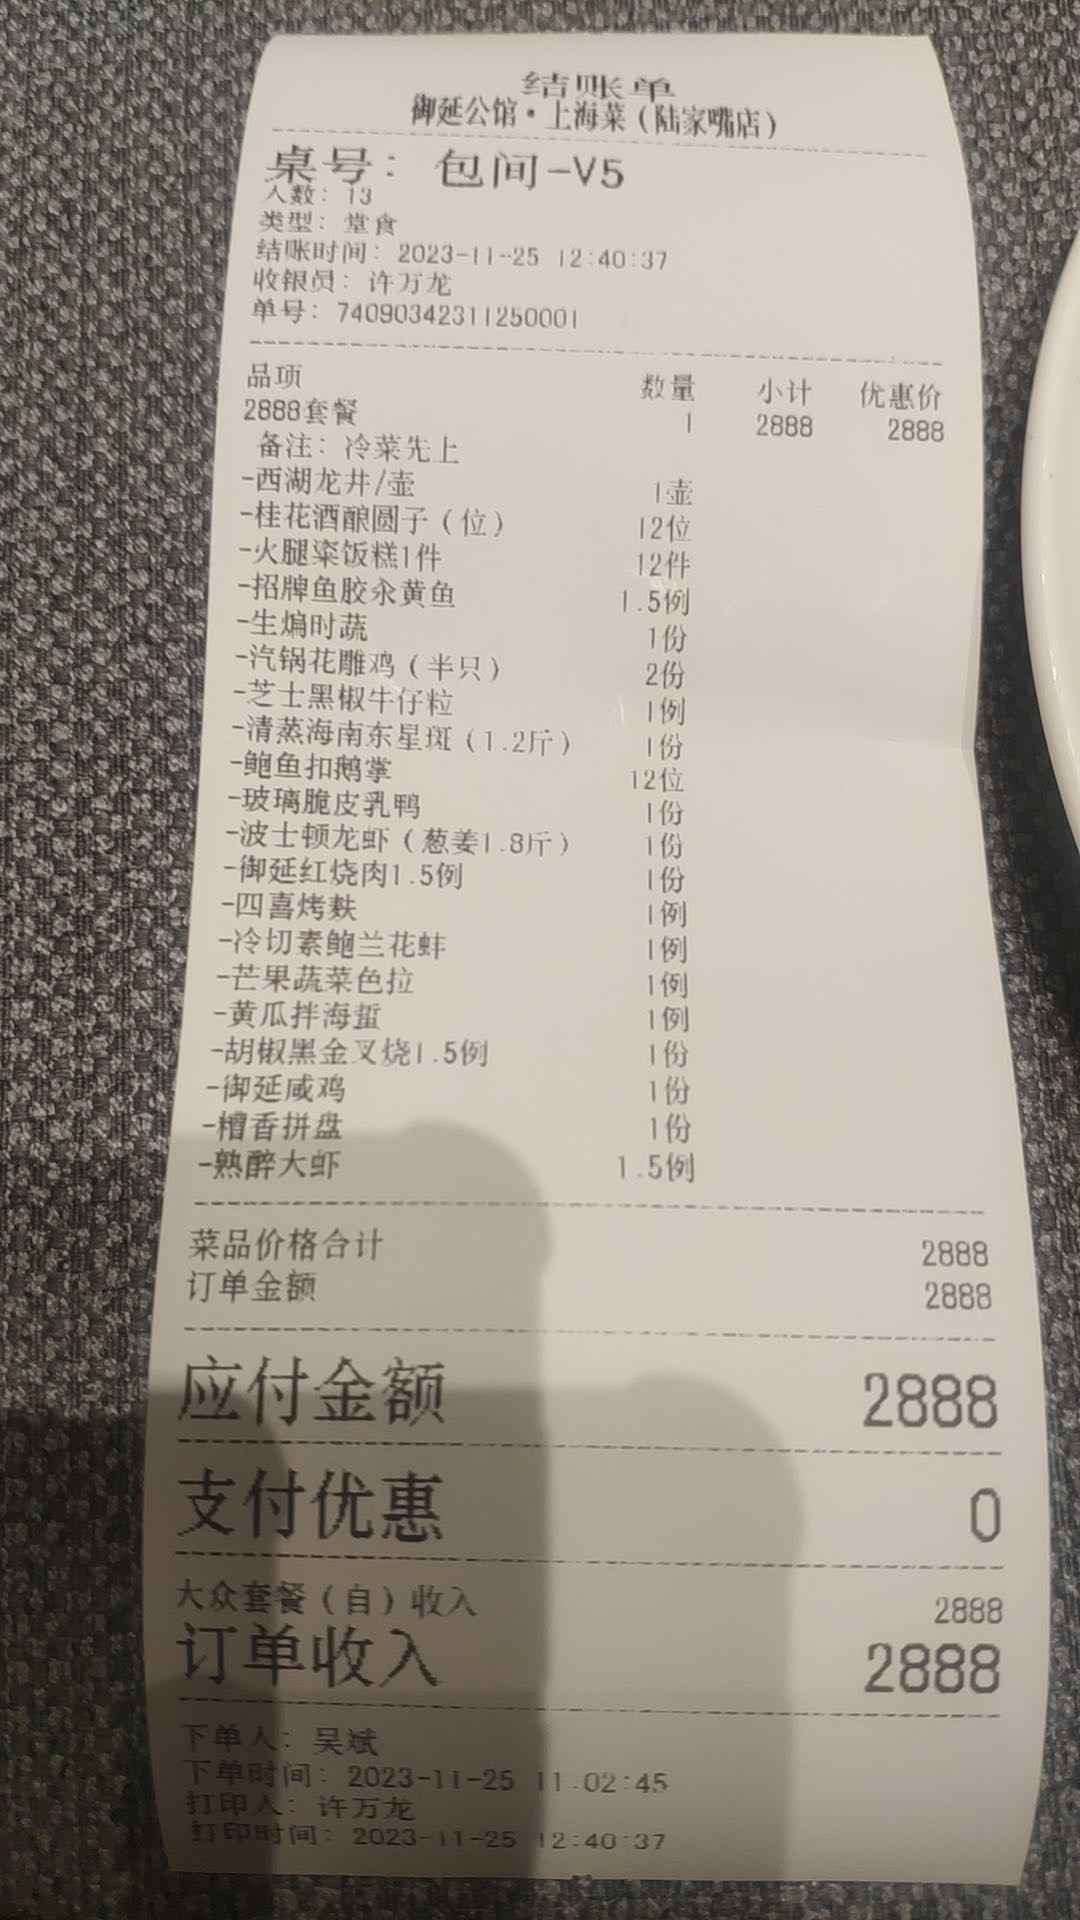 结账单
御延公馆·上海菜(陆家嘴店)
桌号: 包间-V5
人数: 13
类型: 堂食
结账时间: 2023-11-25 12:40:37
收银员: 许万龙
单号: 74090342311250001
品项 数量 小计 优惠价
2888套餐 1 2888 2888
备注: 冷菜先上
-西湖龙井/壶 1壶
-桂花酒酿圆子(位) 12位
-火腿粢饭糕1件 12件
-招牌鱼胶汆黄鱼 1.5例
-生煸时蔬 1份
-汽锅花雕鸡(半只) 2份
-芝士黑椒牛仔粒 1例
-清蒸海南东星斑(1.2斤) 1份
-鲍鱼扣鹅掌 12位
-玻璃脆皮乳鸭 1份
-波士顿龙虾(葱姜1.8斤) 1份
-御延红烧肉1.5例 1份
-四喜烤麸 1例
-冷切素鲍兰花蚌 1例
-芒果蔬菜色拉 1例
-黄瓜拌海蜇 1例
-胡椒黑金叉烧1.5例 1份
-御延咸鸡 1份
-槽香拼盘 1份
-熟醉大虾 1.5例
菜品价格合计 2888
订单金额 2888
应付金额 2888
支付优惠 0
大众套餐(自)收入 2888
订单收入 2888
下单人: 吴斌
下单时间: 2023-11-25 11:02:45
打印人: 许万龙
打印时间: 2023-11-25 12:40:37